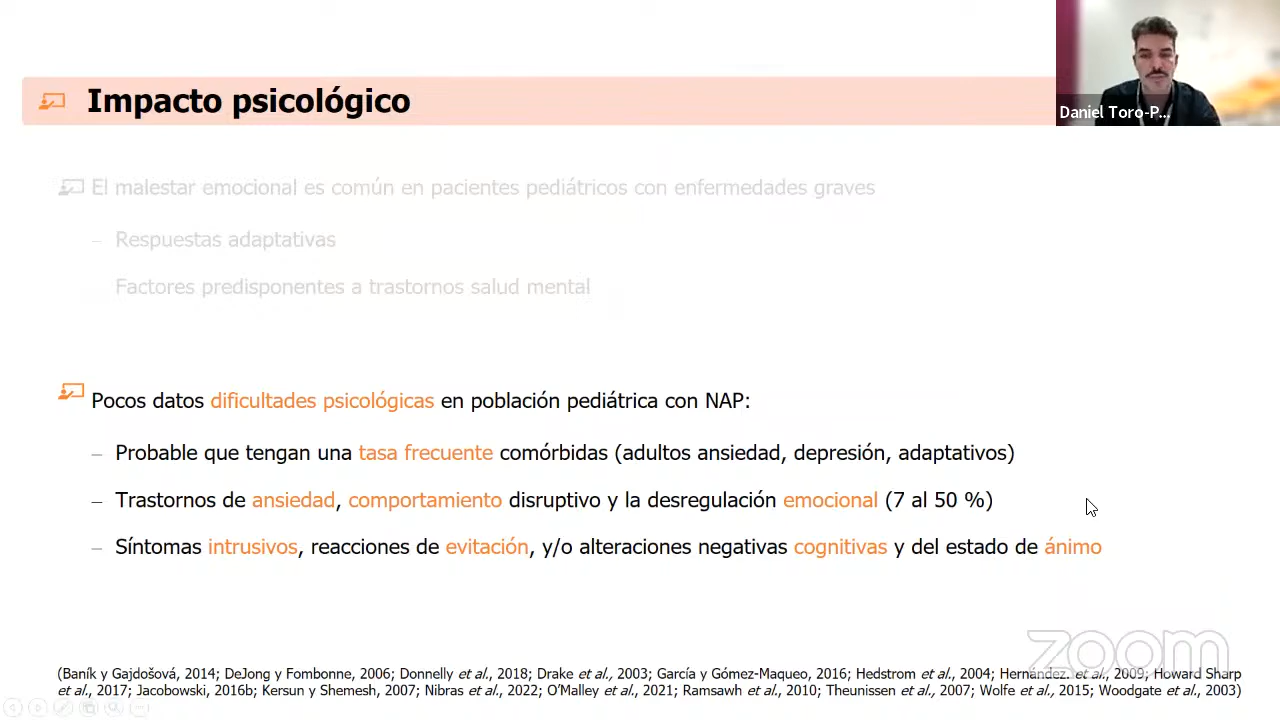 Impacto psicológico
Daniel Toro-P...
El malestar emocional es común en pacientes pediátricos con enfermedades graves
– Respuestas adaptativas
Factores predisponentes a trastornos salud mental
Pocos datos dificultades psicológicas en población pediátrica con NAP:
– Probable que tengan una tasa frecuente comórbidas (adultos ansiedad, depresión, adaptativos)
– Trastornos de ansiedad, comportamiento disruptivo y la desregulación emocional (7 al 50 %)
– Síntomas intrusivos, reacciones de evitación, y/o alteraciones negativas cognitivas y del estado de ánimo
zoom
(Baník y Gajdošová, 2014; DeJong y Fombonne, 2006; Donnelly et al., 2018; Drake et al., 2003; García y Gómez-Maqueo, 2016; Hedstrom et al., 2004; Hernández. et al., 2009; Howard Sharp
et al., 2017; Jacobowski, 2016b; Kersun y Shemesh, 2007; Nibras et al., 2022; O’Malley et al., 2021; Ramsawh et al., 2010; Theunissen et al., 2007; Wolfe et al., 2015; Woodgate et al., 2003)